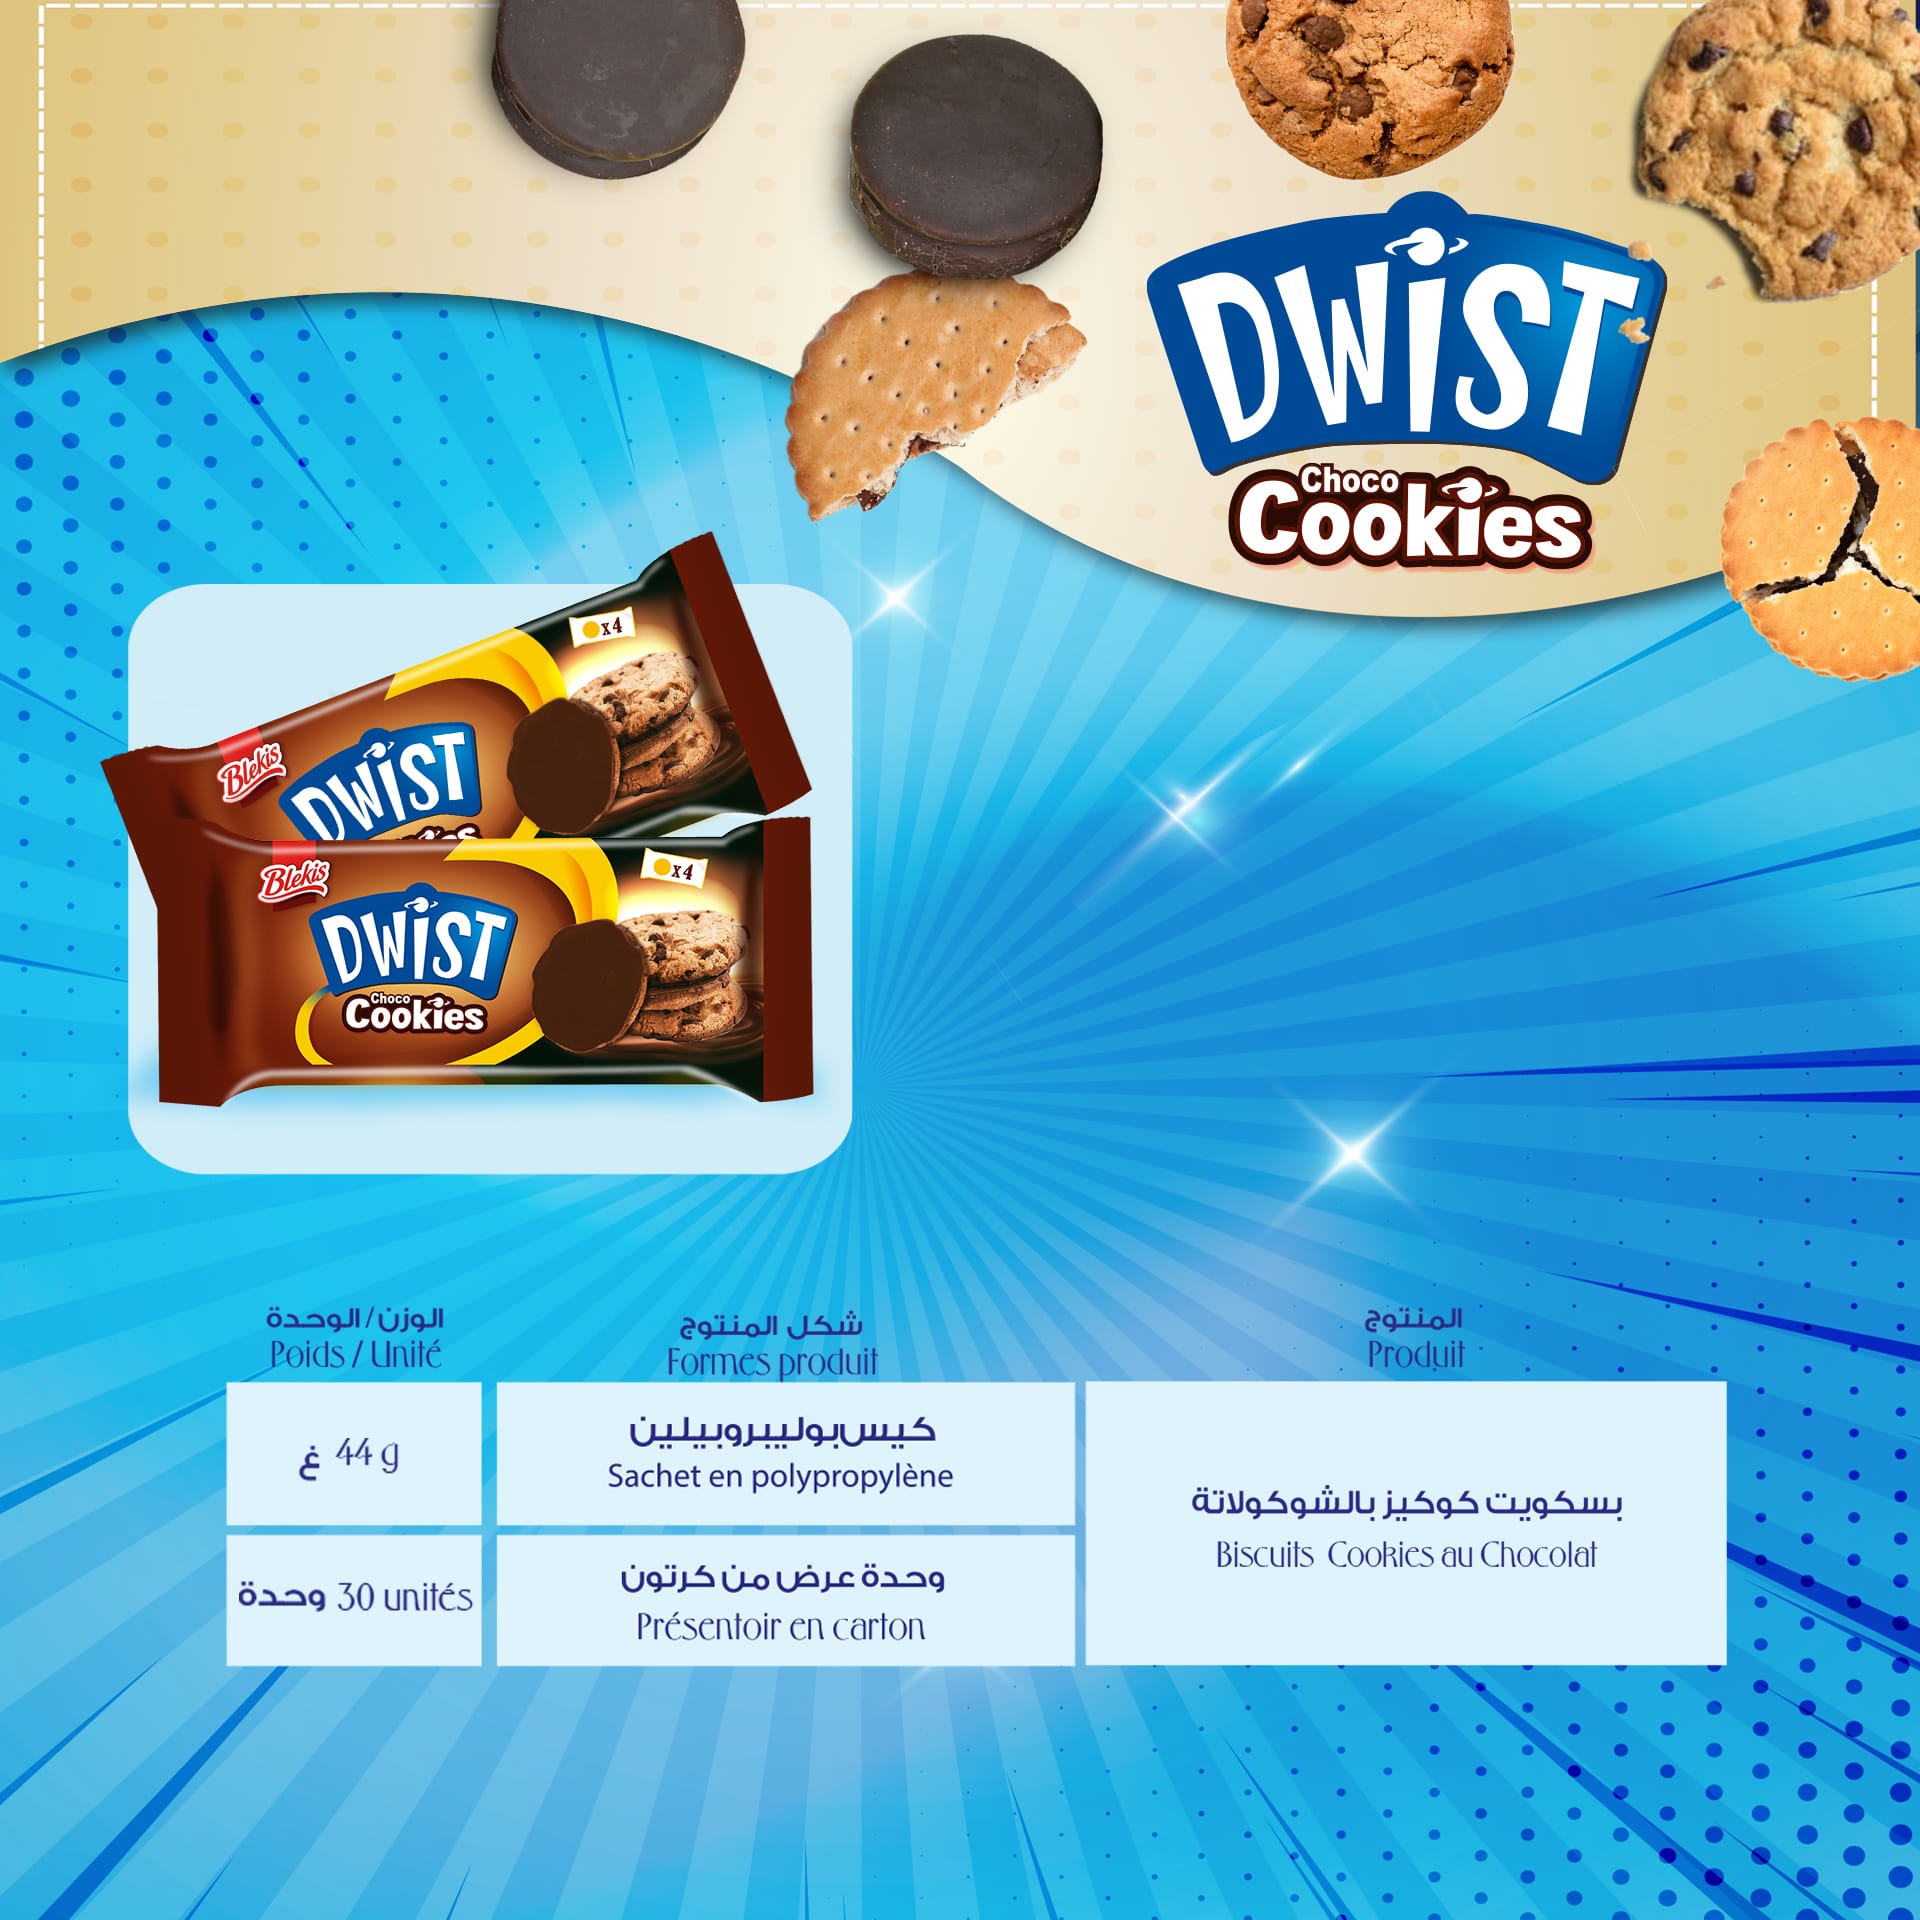 DWiST
Choco
Cookies
x4
Blekis
DWiST
x4
Blekis
DWiST
Choco
Cookies
المنتوج
Produit
شكل المنتوج
Formes produit
الوزن/الوحدة
Poids / Unité
بسكويت كوكيز بالشوكولاتة
Biscuits Cookies au Chocolat
كيس بوليبروبيلين
Sachet en polypropylène
44 g غ
وحدة عرض من كرتون
Présentoir en carton
30 unités وحدة